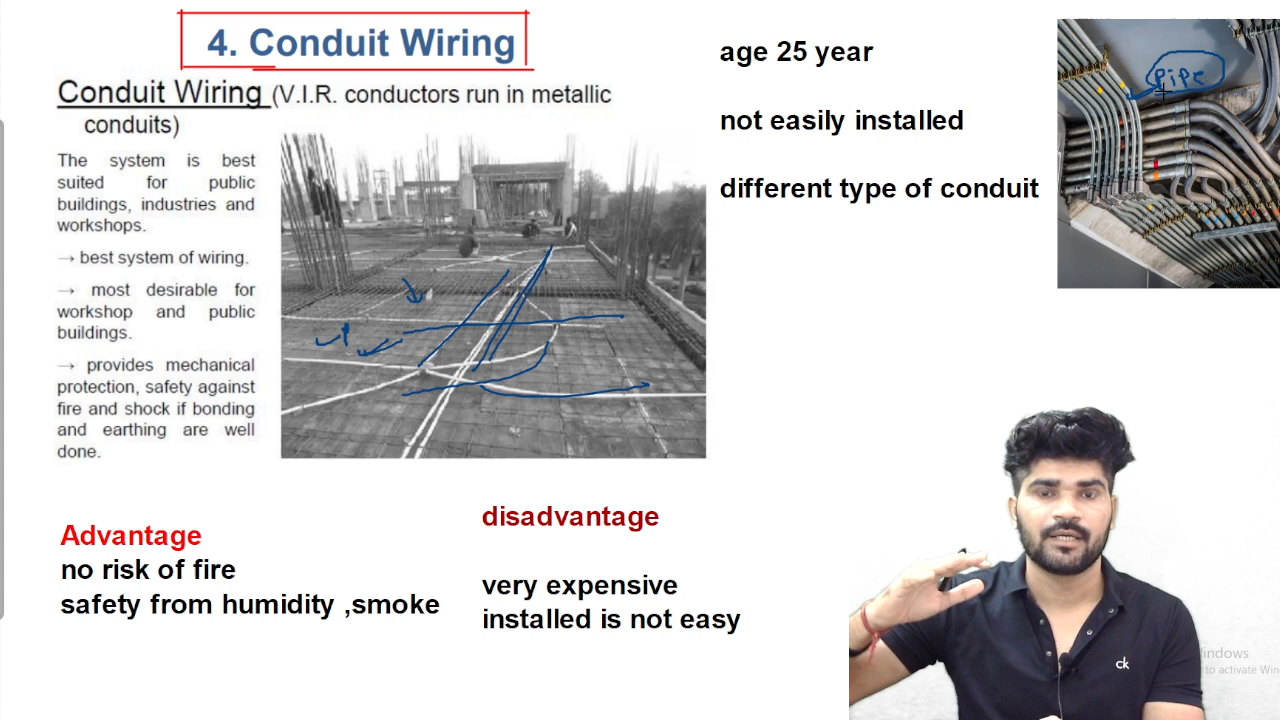 4. Conduit Wiring
Conduit Wiring (V.I.R. conductors run in metallic
conduits)
The system is best
suited for public
buildings, industries and
workshops.
→ best system of wiring.
→ most desirable for
workshop and public
buildings.
→ provides mechanical
protection, safety against
fire and shock if bonding
and earthing are well
done.
age 25 year
not easily installed
different type of conduit
Pipe
Advantage
no risk of fire
safety from humidity ,smoke
disadvantage
very expensive
installed is not easy
ck
indows
to activate Win